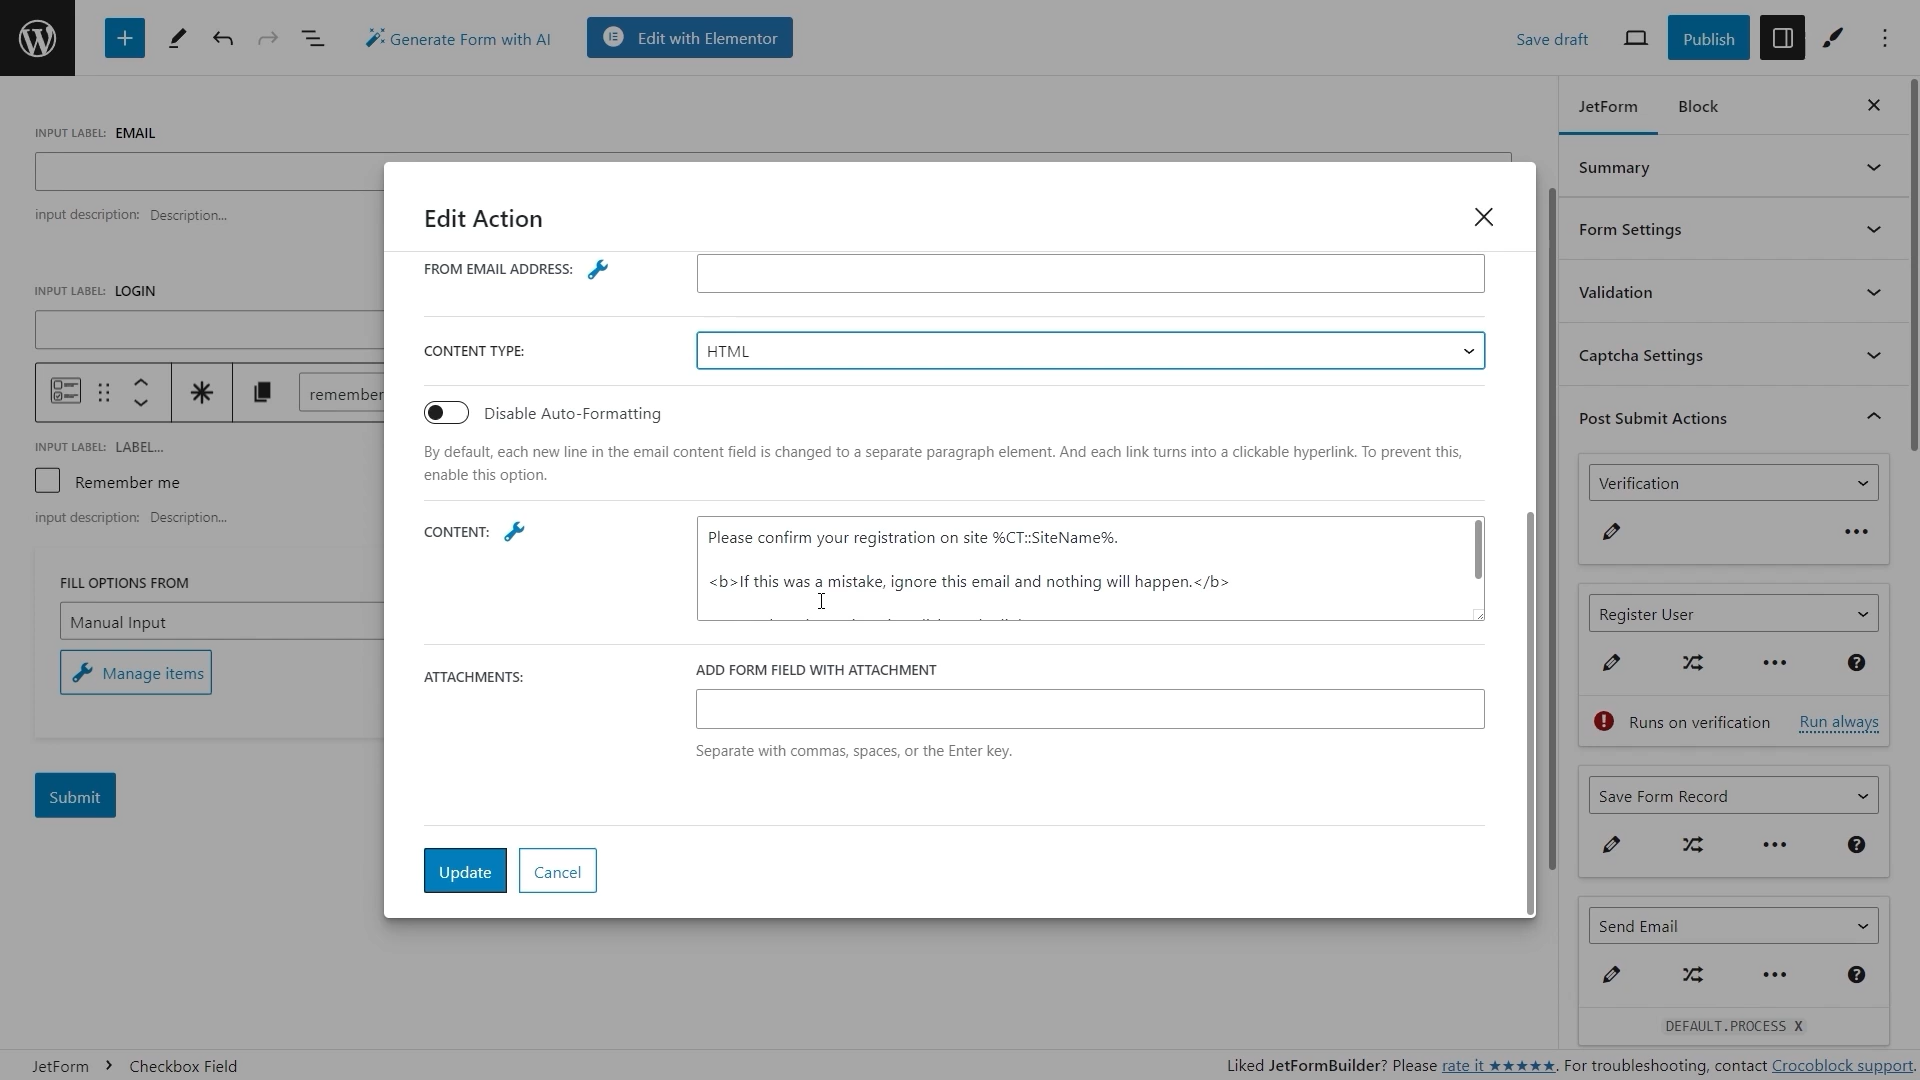 Generate Form with AI
Edit with Elementor
Save draft
Publish
INPUT LABEL: EMAIL
input description: Description...
INPUT LABEL: LOGIN
remember
INPUT LABEL: LABEL...
Remember me
input description: Description...
FILL OPTIONS FROM
Manual Input
Manage items
Submit
Edit Action
FROM EMAIL ADDRESS:
CONTENT TYPE:
HTML
Disable Auto-Formatting
By default, each new line in the email content field is changed to a separate paragraph element. And each link turns into a clickable hyperlink. To prevent this,
enable this option.
CONTENT:
Please confirm your registration on site %CT::SiteName%.
<b>If this was a mistake, ignore this email and nothing will happen.</b>
ATTACHMENTS:
ADD FORM FIELD WITH ATTACHMENT
Separate with commas, spaces, or the Enter key.
Update
Cancel
JetForm
Block
Summary
Form Settings
Validation
Captcha Settings
Post Submit Actions
Verification
Register User
Runs on verification
Run always
Save Form Record
Send Email
DEFAULT.PROCESS X
JetForm
Checkbox Field
Liked JetFormBuilder? Please rate it ★★★★★. For troubleshooting, contact Crocoblock support.